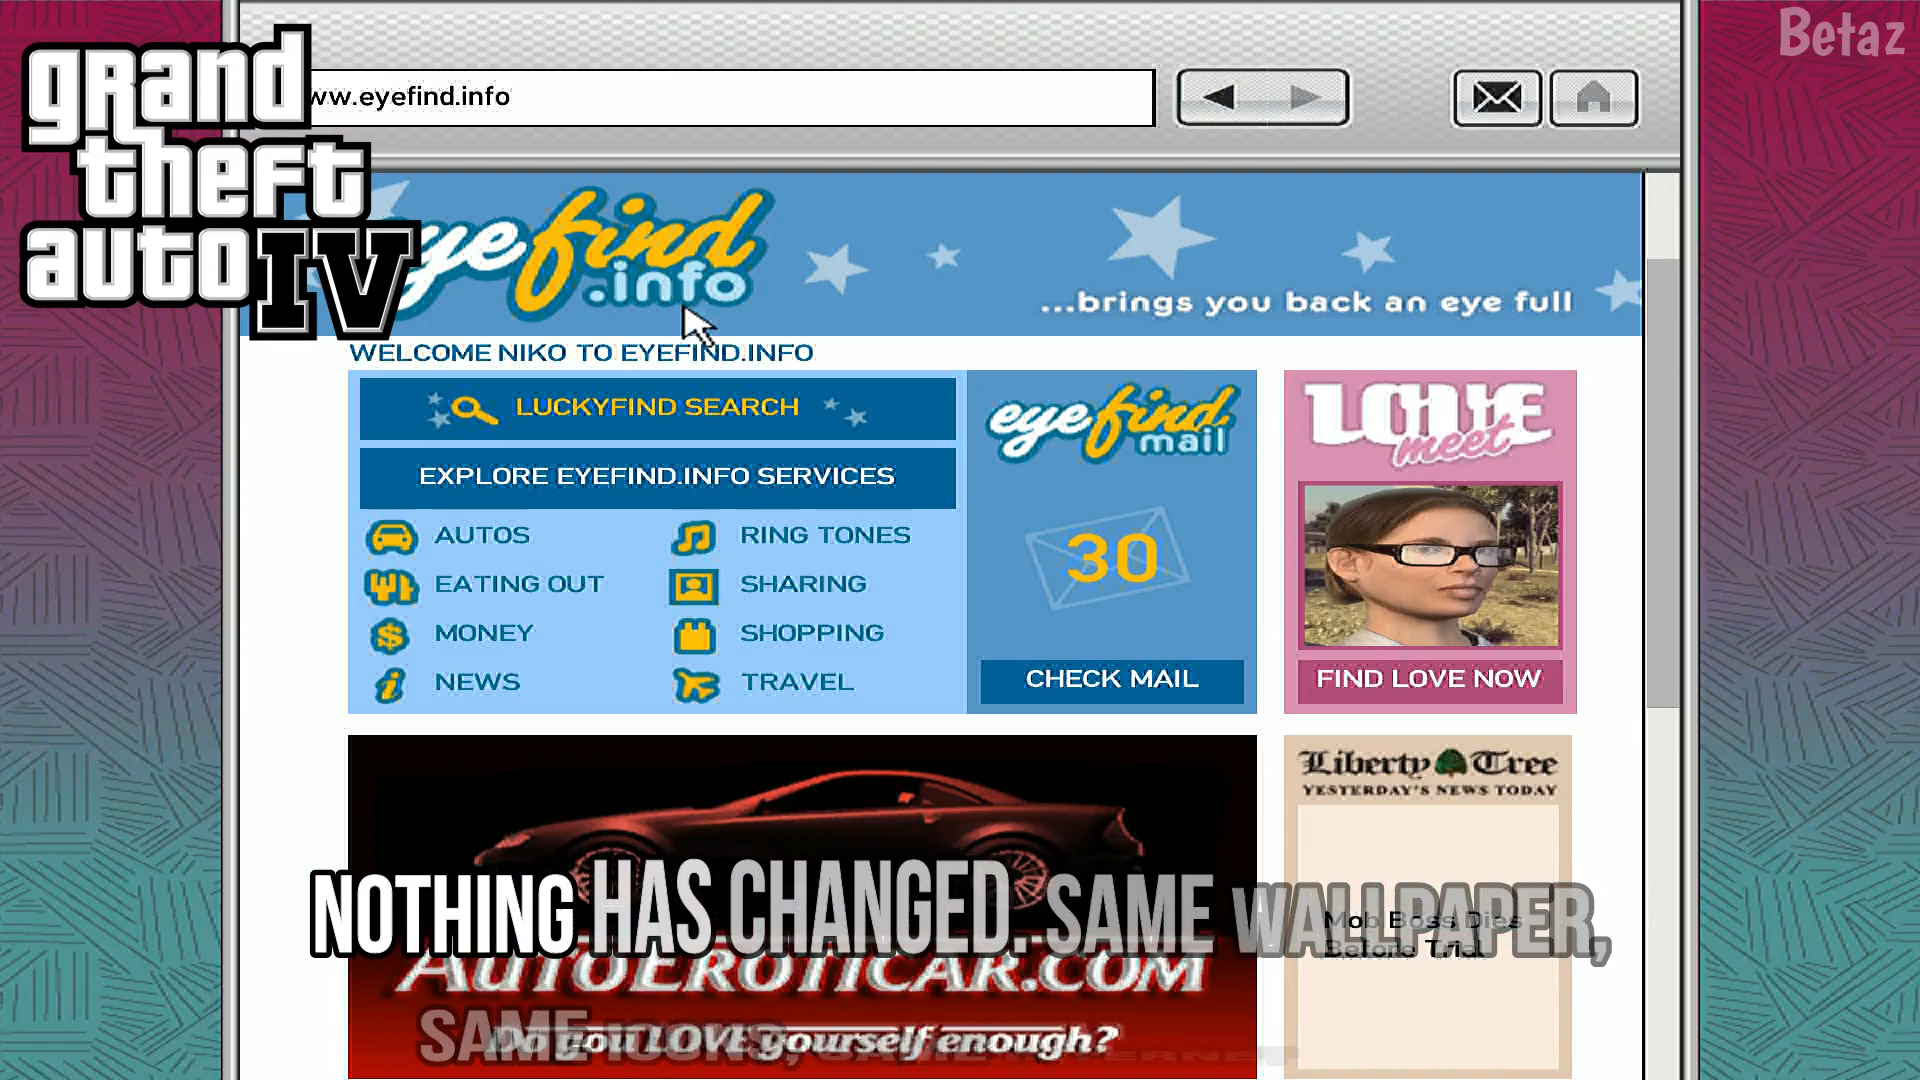 Betaz
grand
theft
auto IV
ww.eyefind.info
eyefind
.info
...brings you back an eye full
WELCOME NIKO TO EYEFIND.INFO
LUCKYFIND SEARCH
EXPLORE EYEFIND.INFO SERVICES
AUTOS
RING TONES
EATING OUT
SHARING
MONEY
SHOPPING
NEWS
TRAVEL
eyefind
mail
30
CHECK MAIL
LOVE
meet
FIND LOVE NOW
Liberty Tree
YESTERDAY'S NEWS TODAY
Mob Boss Dies
Before Trial
NOTHING HAS CHANGED. SAME WALLPAPER,
SAME ICONS,
AUTOEROTICAR.COM
Do you LOVE yourself enough?